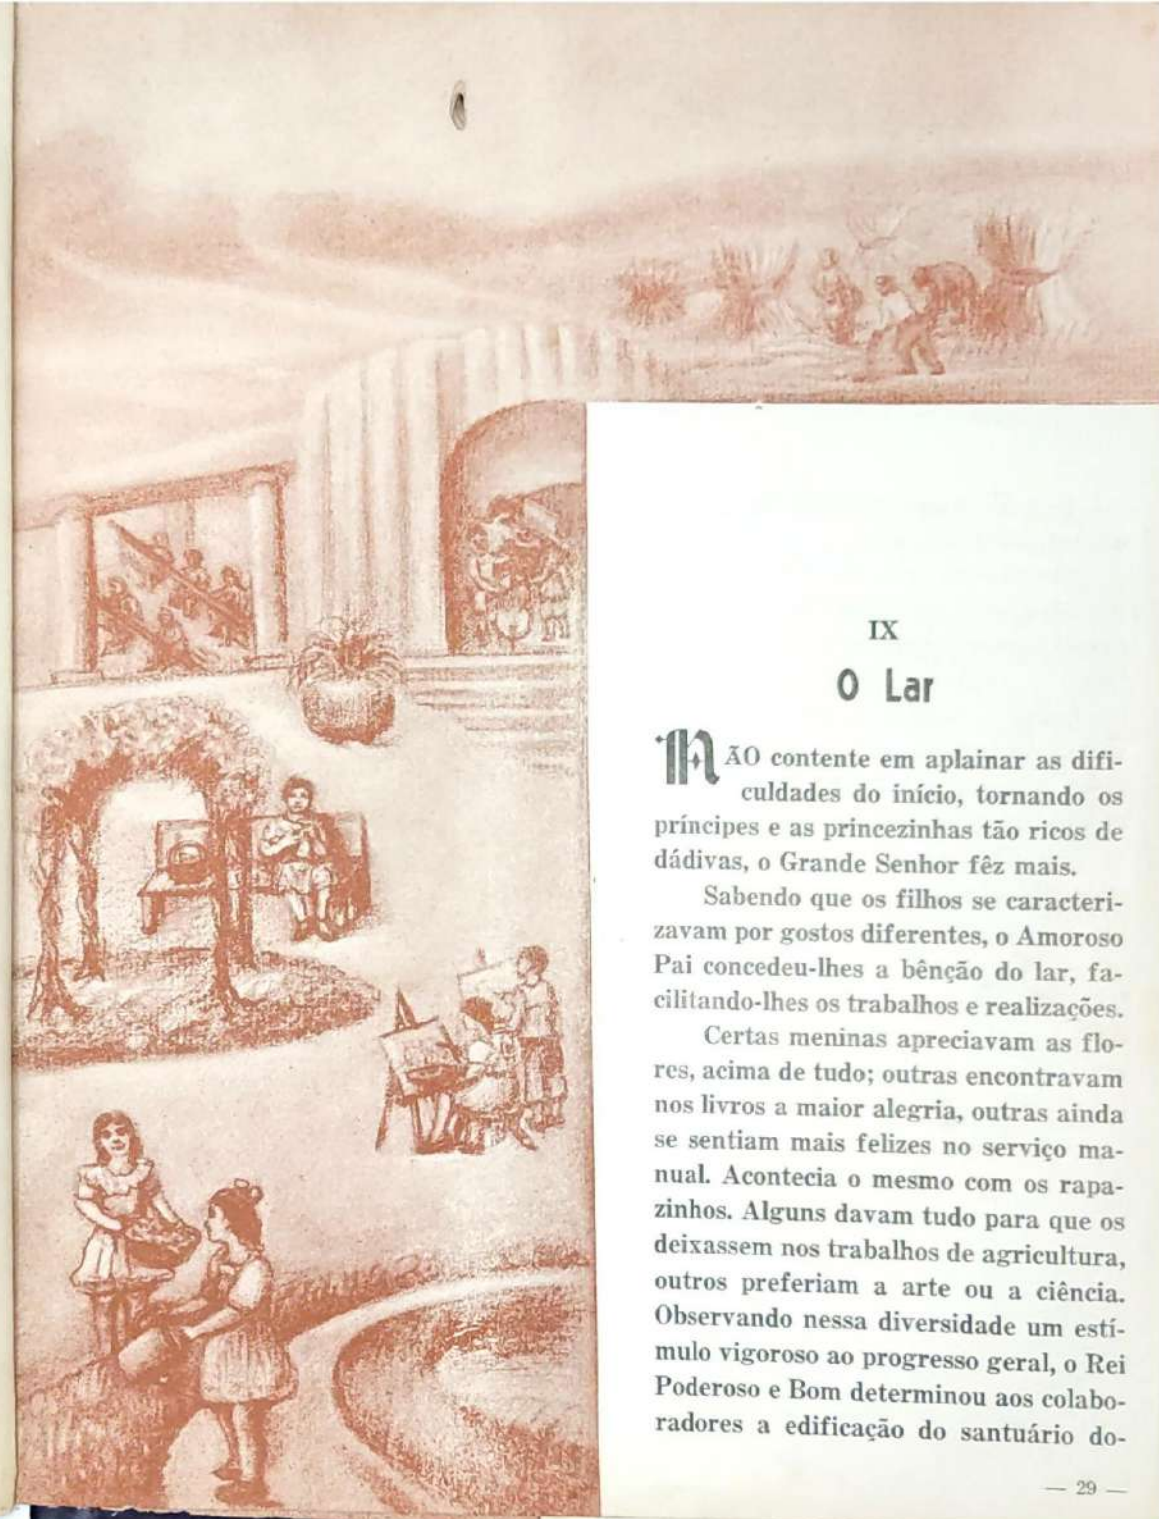 IX
O Lar
NÃO contente em aplainar as difi-
culdades do início, tornando os
príncipes e as princezinhas tão ricos de
dádivas, o Grande Senhor fêz mais.
Sabendo que os filhos se caracteri-
zavam por gostos diferentes, o Amoroso
Pai concedeu-lhes a bênção do lar, fa-
cilitando-lhes os trabalhos e realizações.
Certas meninas apreciavam as flo-
res, acima de tudo; outras encontravam
nos livros a maior alegria, outras ainda
se sentiam mais felizes no serviço ma-
nual. Acontecia o mesmo com os rapa-
zinhos. Alguns davam tudo para que os
deixassem nos trabalhos de agricultura,
outros preferiam a arte ou a ciência.
Observando nessa diversidade um estí-
mulo vigoroso ao progresso geral, o Rei
Poderoso e Bom determinou aos colabo-
radores a edificação do santuário do-
— 29 —